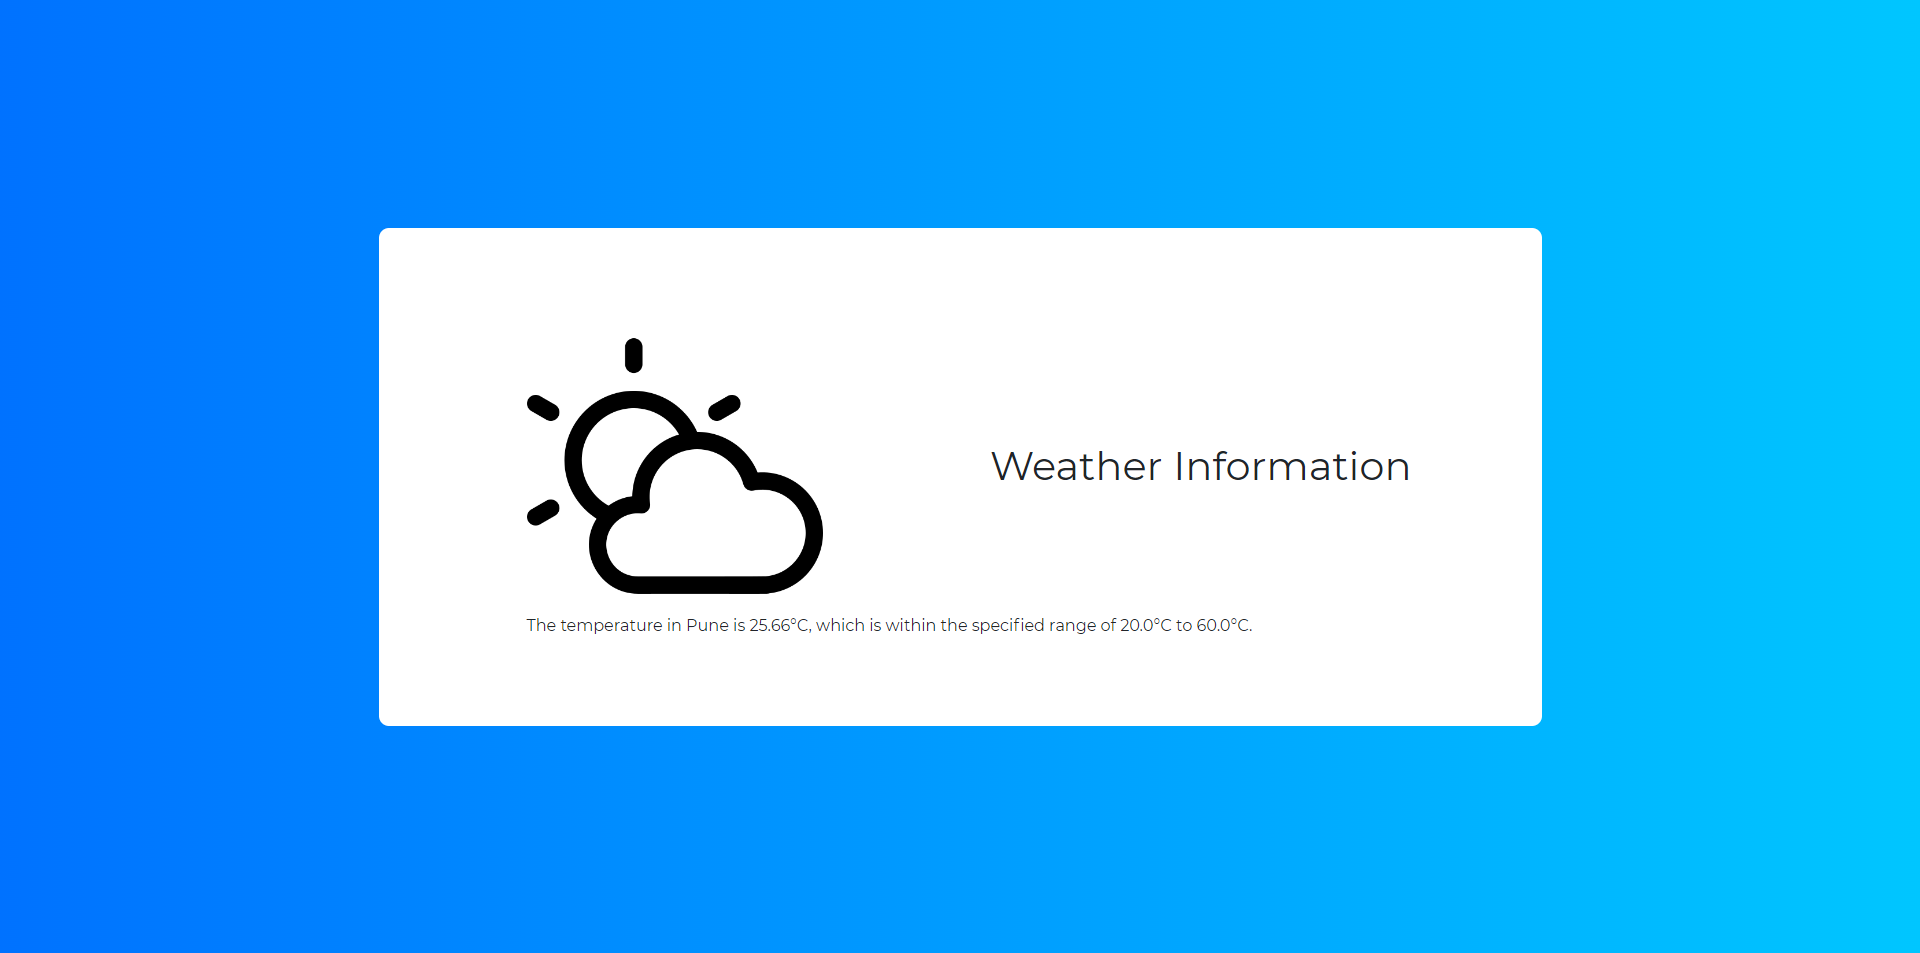 Weather Information
The temperature in Pune is 25.66°C, which is within the specified range of 20.0°C to 60.0°C.